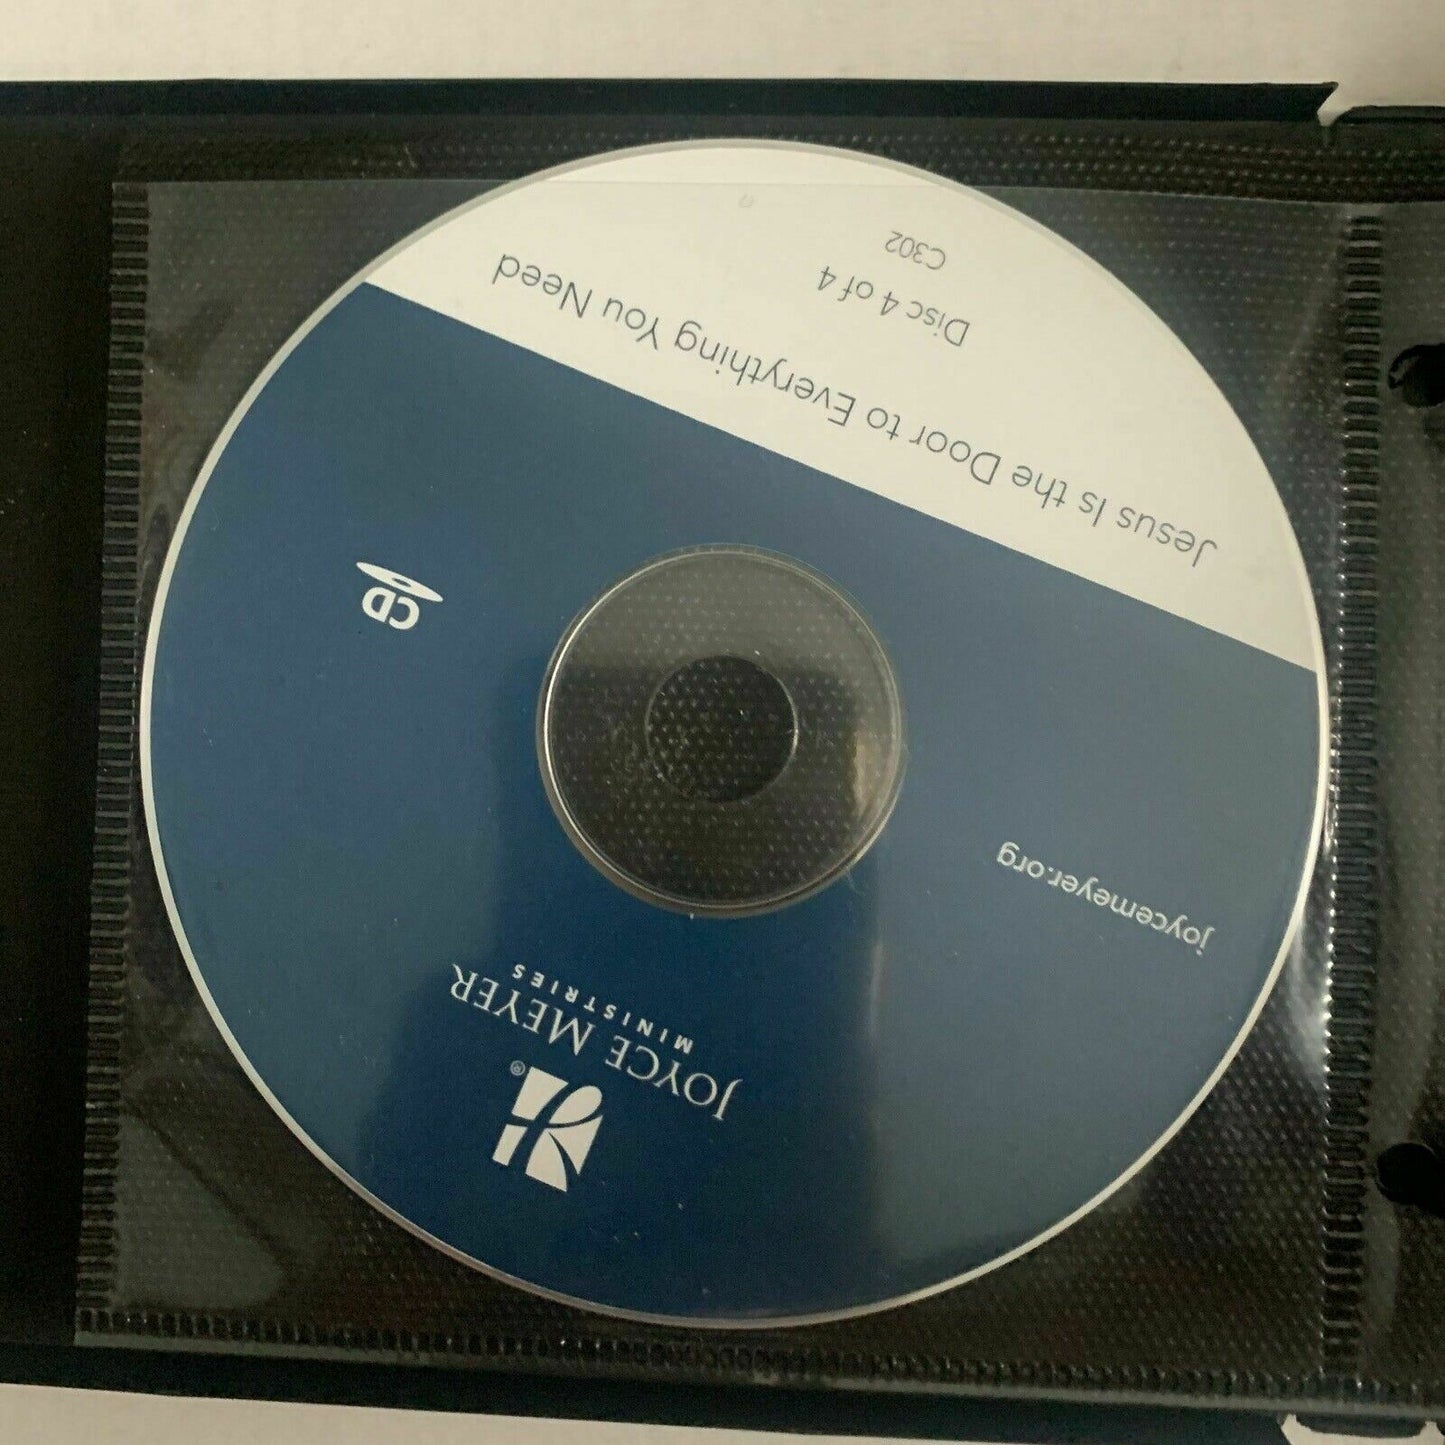 JOYCE MEYER
MINISTRIES
®
joycemeyer.org
CD
Jesus Is the Door to Everything You Need
Disc 4 of 4
C302